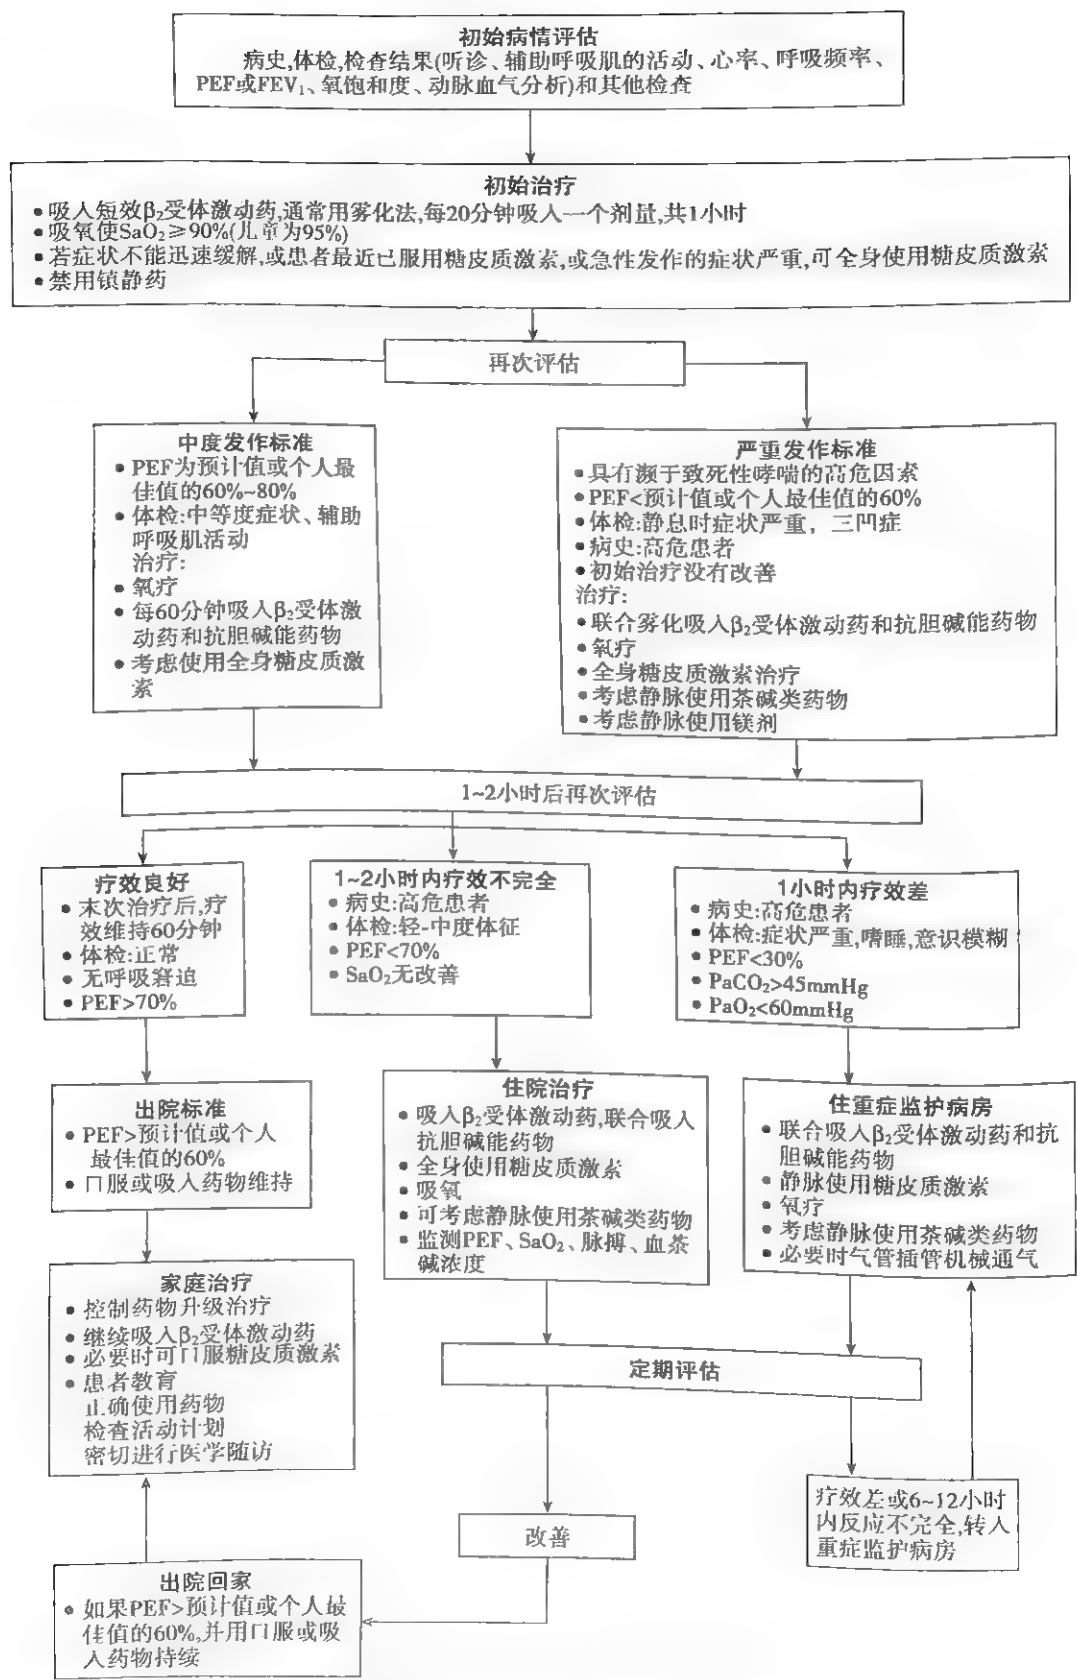 初始病情评估
病史,体检,检查结果(听诊、辅助呼吸肌的活动、心率、呼吸频率、
PEF或FEV₁、氧饱和度、动脉血气分析)和其他检查
初始治疗
• 吸入短效β₂受体激动药,通常用雾化法,每20分钟吸入一个剂量,共1小时
• 吸氧使SaO₂≥90%(儿童为95%)
• 若症状不能迅速缓解,或患者最近已服用糖皮质激素,或急性发作的症状严重,可全身使用糖皮质激素
• 禁用镇静药
再次评估
中度发作标准
• PEF为预计值或个人最
佳值的60%~80%
• 体检:中等度症状、辅助
呼吸肌活动
治疗:
• 氧疗
• 每60分钟吸入β₂受体激
动药和抗胆碱能药物
• 考虑使用全身糖皮质激
素
严重发作标准
• 具有濒于致死性哮喘的高危因素
• PEF<预计值或个人最佳值的60%
• 体检:静息时症状严重，三凹症
• 病史:高危患者
• 初始治疗没有改善
治疗:
• 联合雾化吸入β₂受体激动药和抗胆碱能药物
• 氧疗
• 全身糖皮质激素治疗
• 考虑静脉使用茶碱类药物
• 考虑静脉使用镁剂
1~2小时后再次评估
疗效良好
• 末次治疗后,疗
效维持60分钟
• 体检:正常
• 无呼吸窘迫
• PEF>70%
1~2小时内疗效不完全
• 病史:高危患者
• 体检:轻-中度体征
• PEF<70%
• SaO₂无改善
1小时内疗效差
• 病史:高危患者
• 体检:症状严重,嗜睡,意识模糊
• PEF<30%
• PaCO₂>45mmHg
• PaO₂<60mmHg
出院标准
• PEF>预计值或个人
最佳值的60%
• 口服或吸入药物维持
住院治疗
• 吸入β₂受体激动药,联合吸入
抗胆碱能药物
• 全身使用糖皮质激素
• 吸氧
• 可考虑静脉使用茶碱类药物
• 监测PEF、SaO₂、脉搏、血茶
碱浓度
住重症监护病房
• 联合吸入β₂受体激动药和抗
胆碱能药物
• 静脉使用糖皮质激素
• 氧疗
• 考虑静脉使用茶碱类药物
• 必要时气管插管机械通气
家庭治疗
• 控制药物升级治疗
• 继续吸入β₂受体激动药
• 必要时可口服糖皮质激素
• 患者教育
正确使用药物
检查活动计划
密切进行医学随访
定期评估
改善
疗效差或6~12小时
内反应不完全,转入
重症监护病房
出院回家
• 如果PEF>预计值或个人最
佳值的60%,并用口服或吸
入药物持续